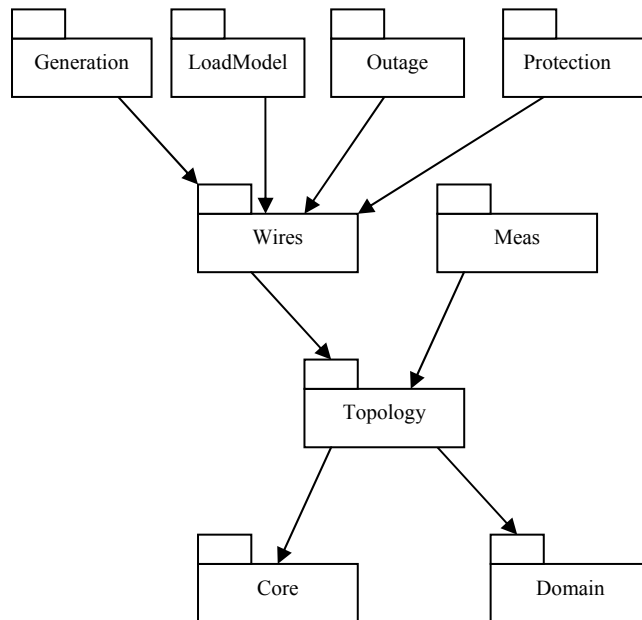 Generation
LoadModel
Outage
Protection
Wires
Meas
Topology
Core
Domain